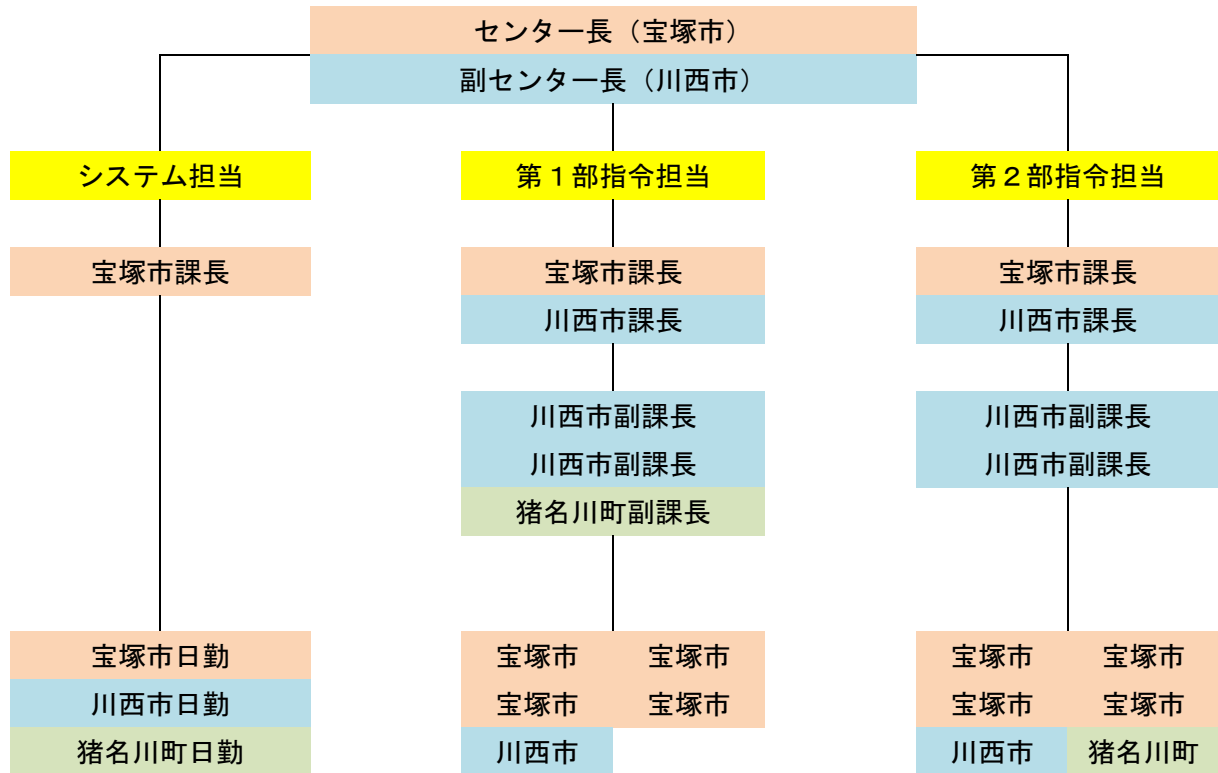 センター長（宝塚市）
副センター長（川西市）
システム担当
第１部指令担当
第２部指令担当
宝塚市課長
宝塚市課長
宝塚市課長
川西市課長
川西市課長
川西市副課長
川西市副課長
川西市副課長
川西市副課長
猪名川町副課長
宝塚市日勤
宝塚市
宝塚市
宝塚市
宝塚市
川西市日勤
宝塚市
宝塚市
宝塚市
宝塚市
猪名川町日勤
川西市
川西市
猪名川町